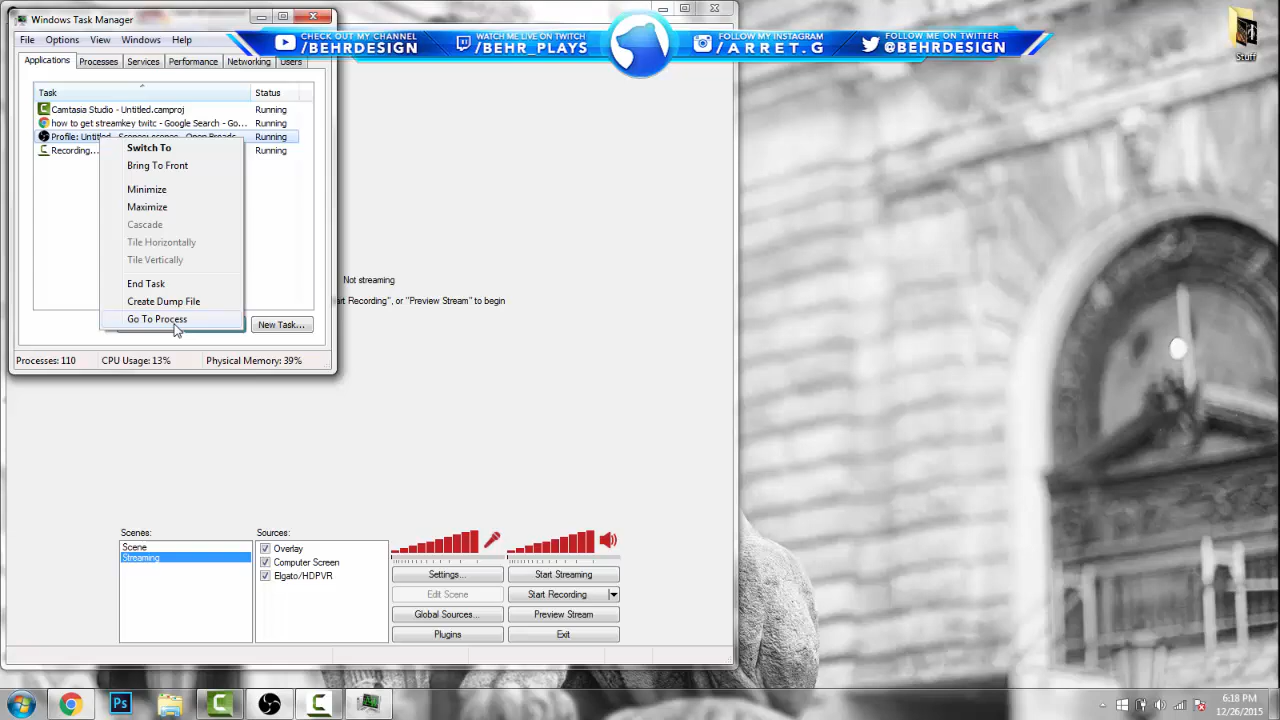 Windows Task Manager
File Options View Windows Help
Applications Processes Services Performance Networking Users
Task Status
Camtasia Studio - Untitled.camproj Running
how to get streamkey twitc - Google Search - Go... Running
Profile: Untitled - Scenes: scenes - Open Broads... Running
Recording... Running
Switch To
Bring To Front
Minimize
Maximize
Cascade
Tile Horizontally
Tile Vertically
End Task
Create Dump File
Go To Process
New Task...
Processes: 110 CPU Usage: 13% Physical Memory: 39%
CHECK OUT MY CHANNEL
/BEHRDESIGN
WATCH ME LIVE ON TWITCH
/BEHR_PLAYS
FOLLOW MY INSTAGRAM
/ARRET.G
FOLLOW ME ON TWITTER
@BEHRDESIGN
Stuff
Not streaming
art Recording", or "Preview Stream" to begin
Scenes:
Scene
Streaming
Sources:
Overlay
Computer Screen
Elgato/HDPVR
Settings... Start Streaming
Edit Scene Start Recording
Global Sources... Preview Stream
Plugins Exit
Ps
6:18 PM
12/26/2015